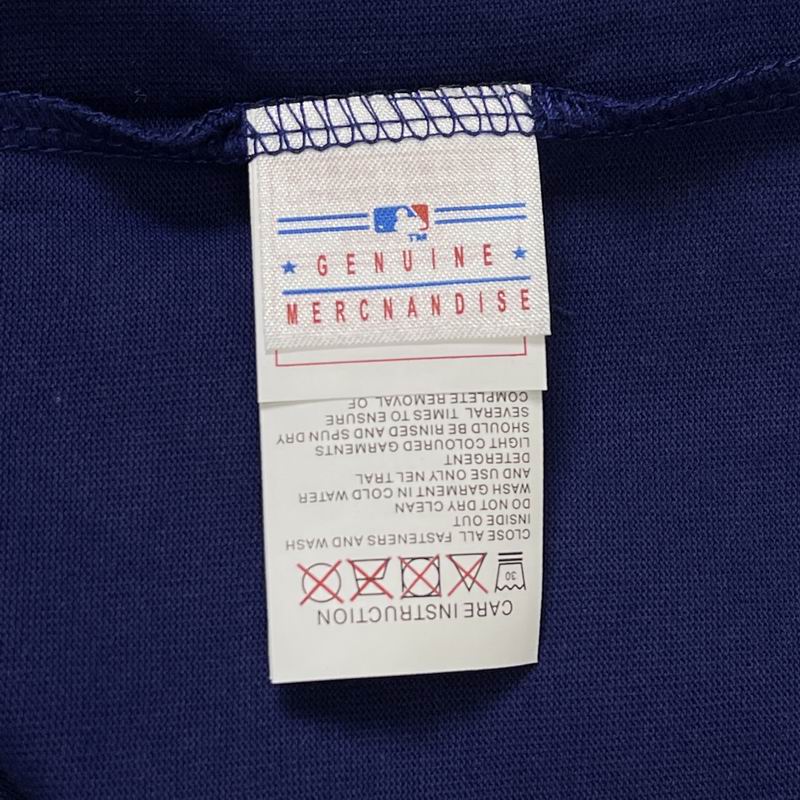 TM
GENUINE
MERCNANDISE
CARE INSTRUCTION
30
CLOSE ALL FASTENERS AND WASH
INSIDE OUT
DO NOT DRY CLEAN
WASH GARMENT IN COLD WATER
AND USE ONLY NELTRAL
DETERGENT
LIGHT COLOURED GARMENTS
SHOULD BE RINSED AND SPUN DRY
SEVERAL TIMES TO ENSURE
COMPLETE REMOVAL OF